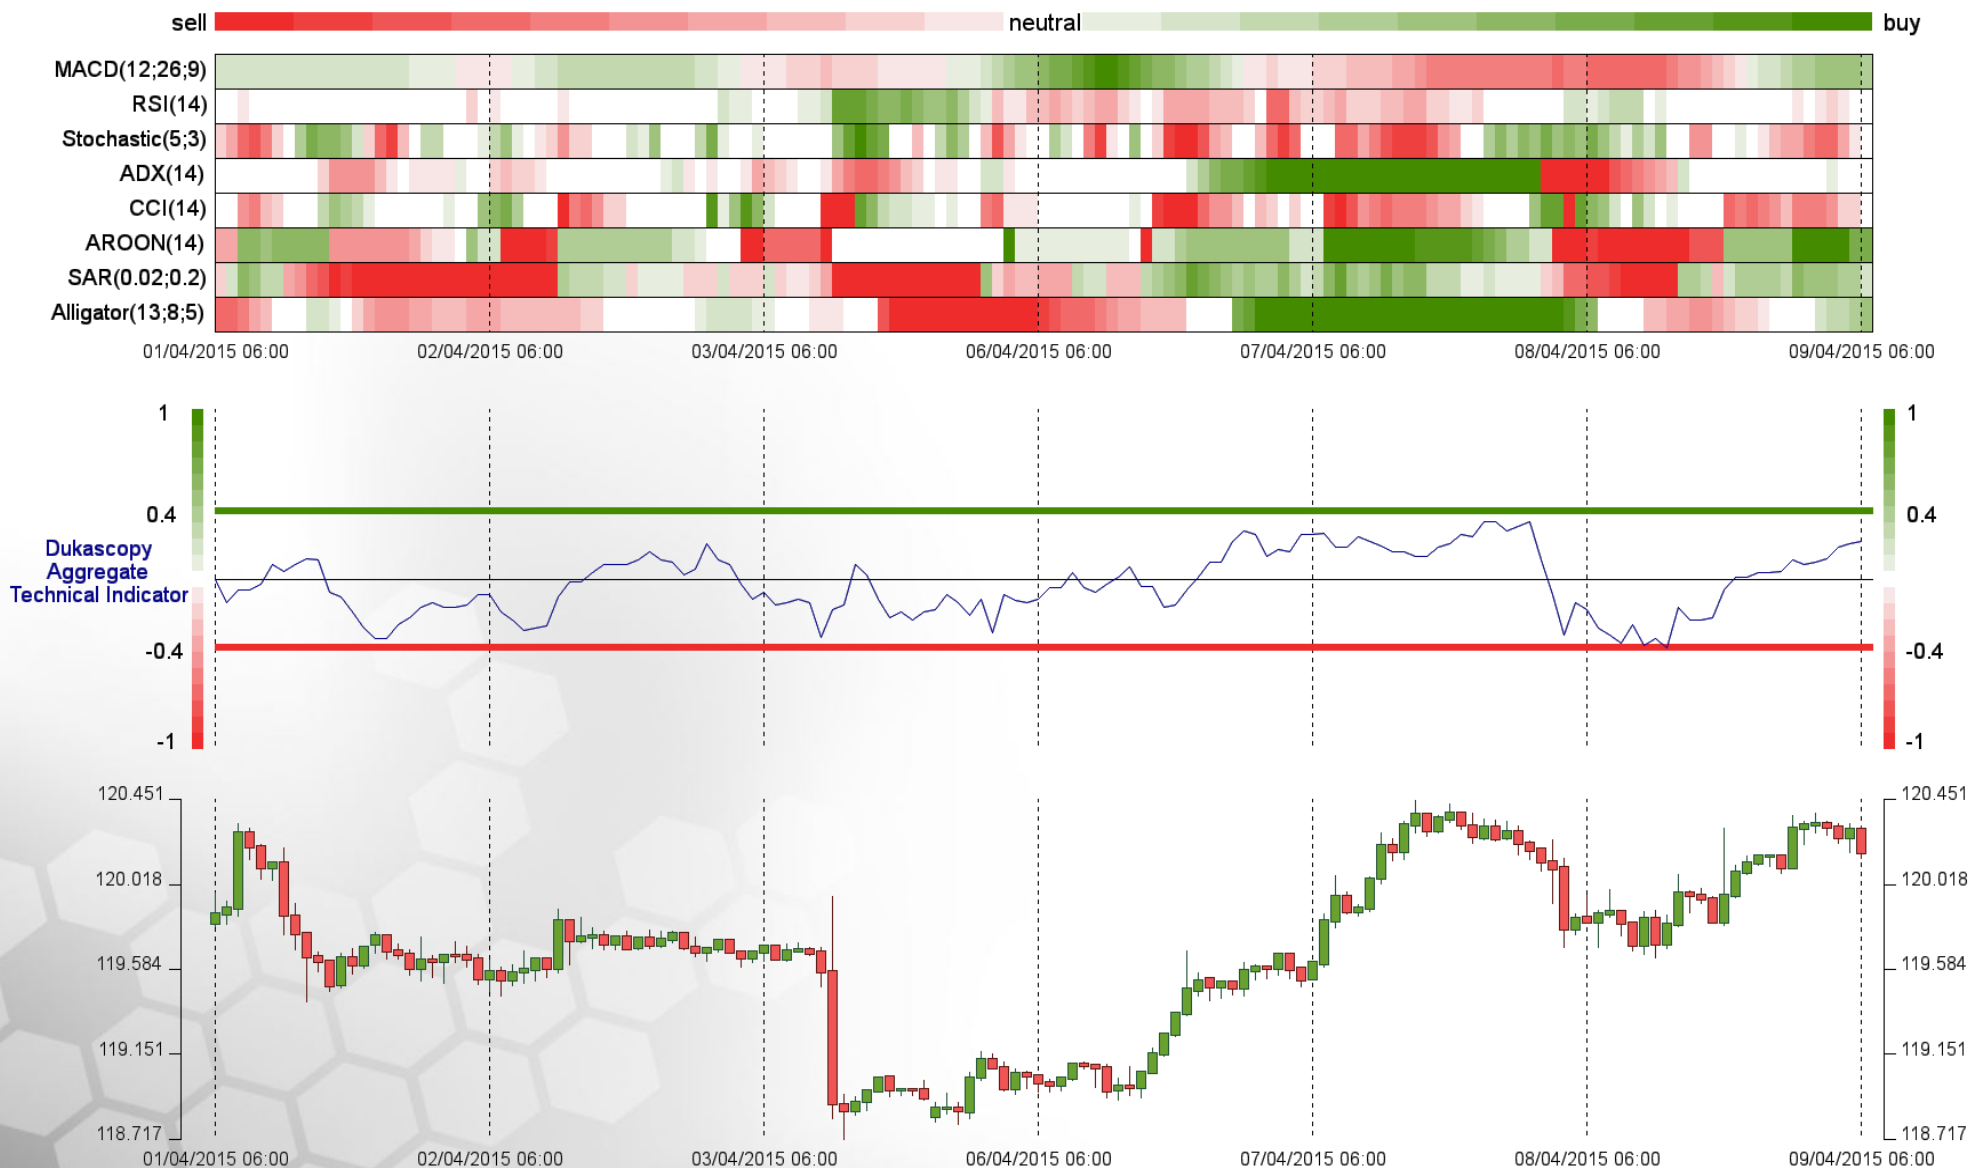 sell neutral buy
MACD(12;26;9)
RSI(14)
Stochastic(5;3)
ADX(14)
CCI(14)
AROON(14)
SAR(0.02;0.2)
Alligator(13;8;5)
01/04/2015 06:00 02/04/2015 06:00 03/04/2015 06:00 06/04/2015 06:00 07/04/2015 06:00 08/04/2015 06:00 09/04/2015 06:00
1 1
0.4 0.4
Dukascopy
Aggregate
Technical Indicator
-0.4 -0.4
-1 -1
120.451 120.451
120.018 120.018
119.584 119.584
119.151 119.151
118.717 118.717
01/04/2015 06:00 02/04/2015 06:00 03/04/2015 06:00 06/04/2015 06:00 07/04/2015 06:00 08/04/2015 06:00 09/04/2015 06:00